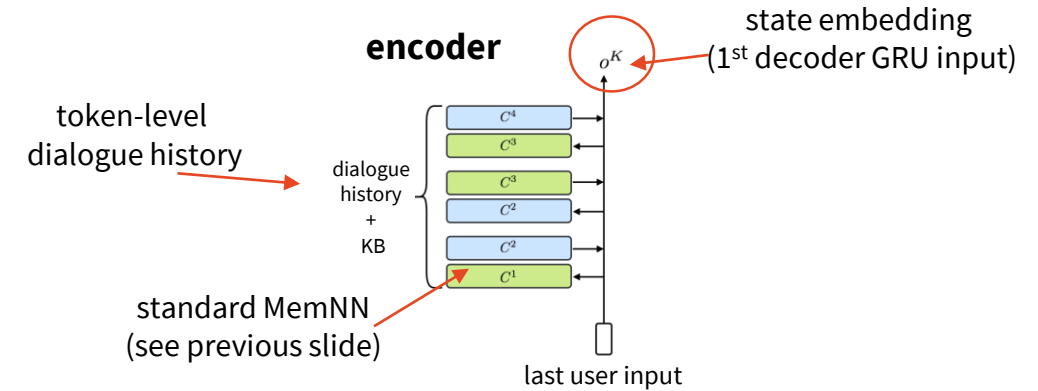 encoder
state embedding
(1st decoder GRU input)
o^K
token-level
dialogue history
dialogue
history
+
KB
C^4
C^3
C^3
C^2
C^2
C^1
standard MemNN
(see previous slide)
last user input